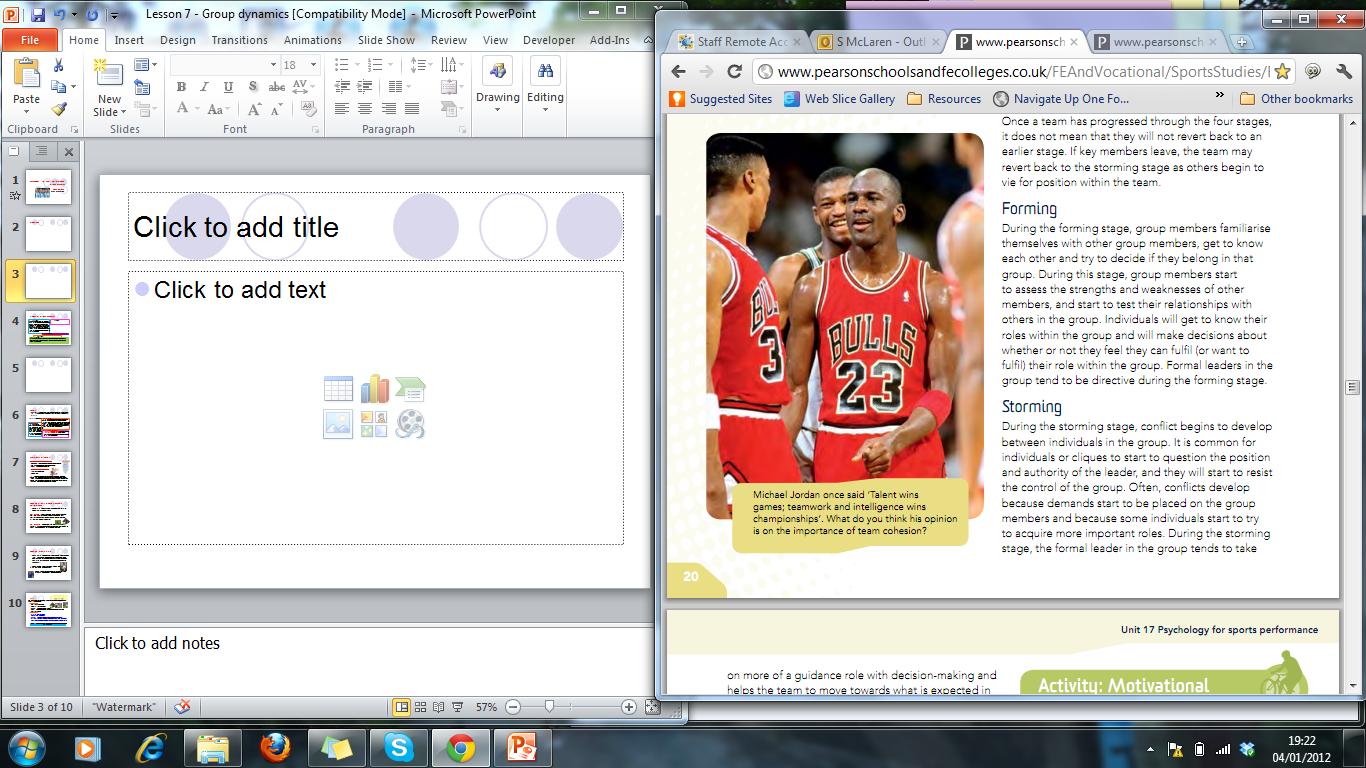 Lesson 7 - Group dynamics [Compatibility Mode] - Microsoft PowerPoint
File Home Insert Design Transitions Animations Slide Show Review View Developer Add-Ins
18
Paste
New
Slide
B I U S abc AV
A Aa A A
Drawing
Editing
Clipboard Slides Font Paragraph
1
2
3
4
5
6
7
8
9
10
Click to add title
Click to add text
Click to add notes
Slide 3 of 10 "Watermark" 57%
Staff Remote Acc S McLaren - Outl www.pearsonsch www.pearsonsch
www.pearsonschoolsandfecolleges.co.uk/FEAndVocational/SportsStudies/
Suggested Sites Web Slice Gallery Resources Navigate Up One Fo... » Other bookmarks
BULLS
3
BULLS
23
Michael Jordan once said 'Talent wins
games; teamwork and intelligence wins
championships'. What do you think his opinion
is on the importance of team cohesion?
20
Once a team has progressed through the four stages,
it does not mean that they will not revert back to an
earlier stage. If key members leave, the team may
revert back to the storming stage as others begin to
vie for position within the team.
Forming
During the forming stage, group members familiarise
themselves with other group members, get to know
each other and try to decide if they belong in that
group. During this stage, group members start
to assess the strengths and weaknesses of other
members, and start to test their relationships with
others in the group. Individuals will get to know their
roles within the group and will make decisions about
whether or not they feel they can fulfil (or want to
fulfil) their role within the group. Formal leaders in the
group tend to be directive during the forming stage.
Storming
During the storming stage, conflict begins to develop
between individuals in the group. It is common for
individuals or cliques to start to question the position
and authority of the leader, and they will start to resist
the control of the group. Often, conflicts develop
because demands start to be placed on the group
members and because some individuals start to try
to acquire more important roles. During the storming
stage, the formal leader in the group tends to take
Unit 17 Psychology for sports performance
on more of a guidance role with decision-making and
helps the team to move towards what is expected in
Activity: Motivational
19:22
04/01/2012